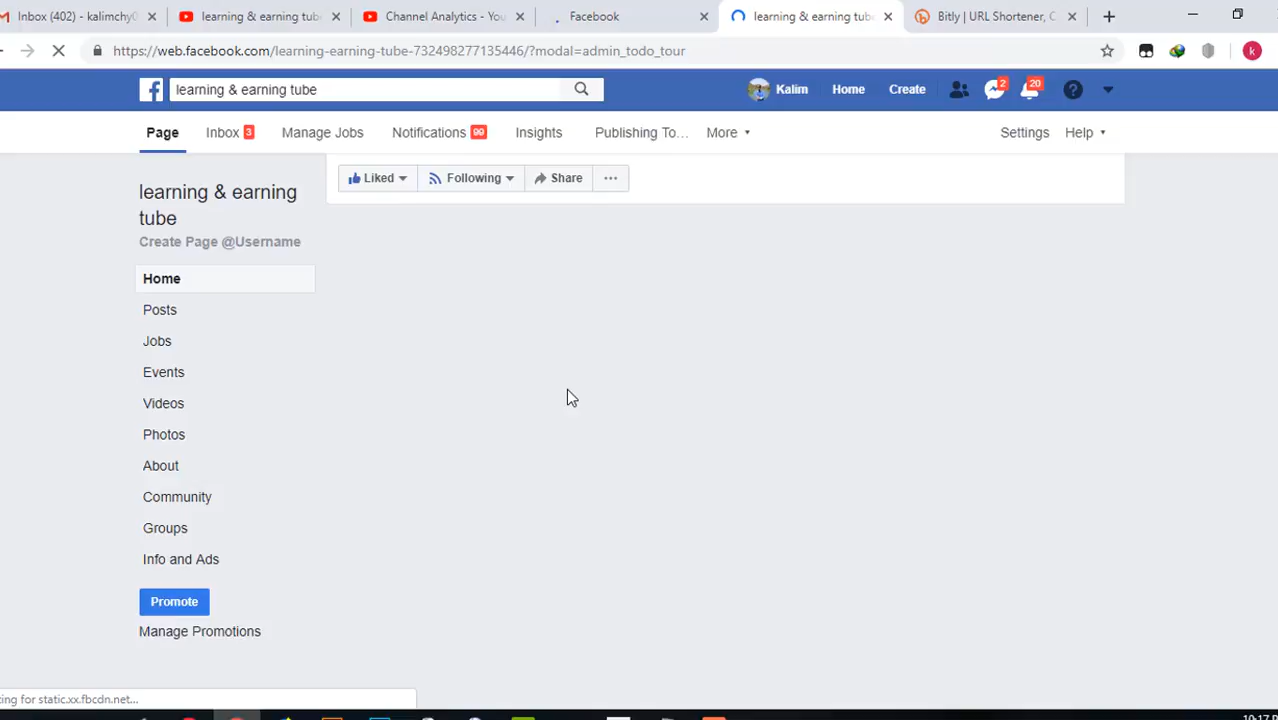 Inbox (402) - kalimchy0
learning & earning tub
Channel Analytics - You
Facebook
learning & earning tub
Bitly | URL Shortener, C
https://web.facebook.com/learning-earning-tube-732498277135446/?modal=admin_todo_tour
k
learning & earning tube
Kalim
Home
Create
2
20
Page
Inbox 3
Manage Jobs
Notifications 99
Insights
Publishing To...
More
Settings
Help
Liked
Following
Share
learning & earning
tube
Create Page @Username
Home
Posts
Jobs
Events
Videos
Photos
About
Community
Groups
Info and Ads
Promote
Manage Promotions
ing for static.xx.fbcdn.net...